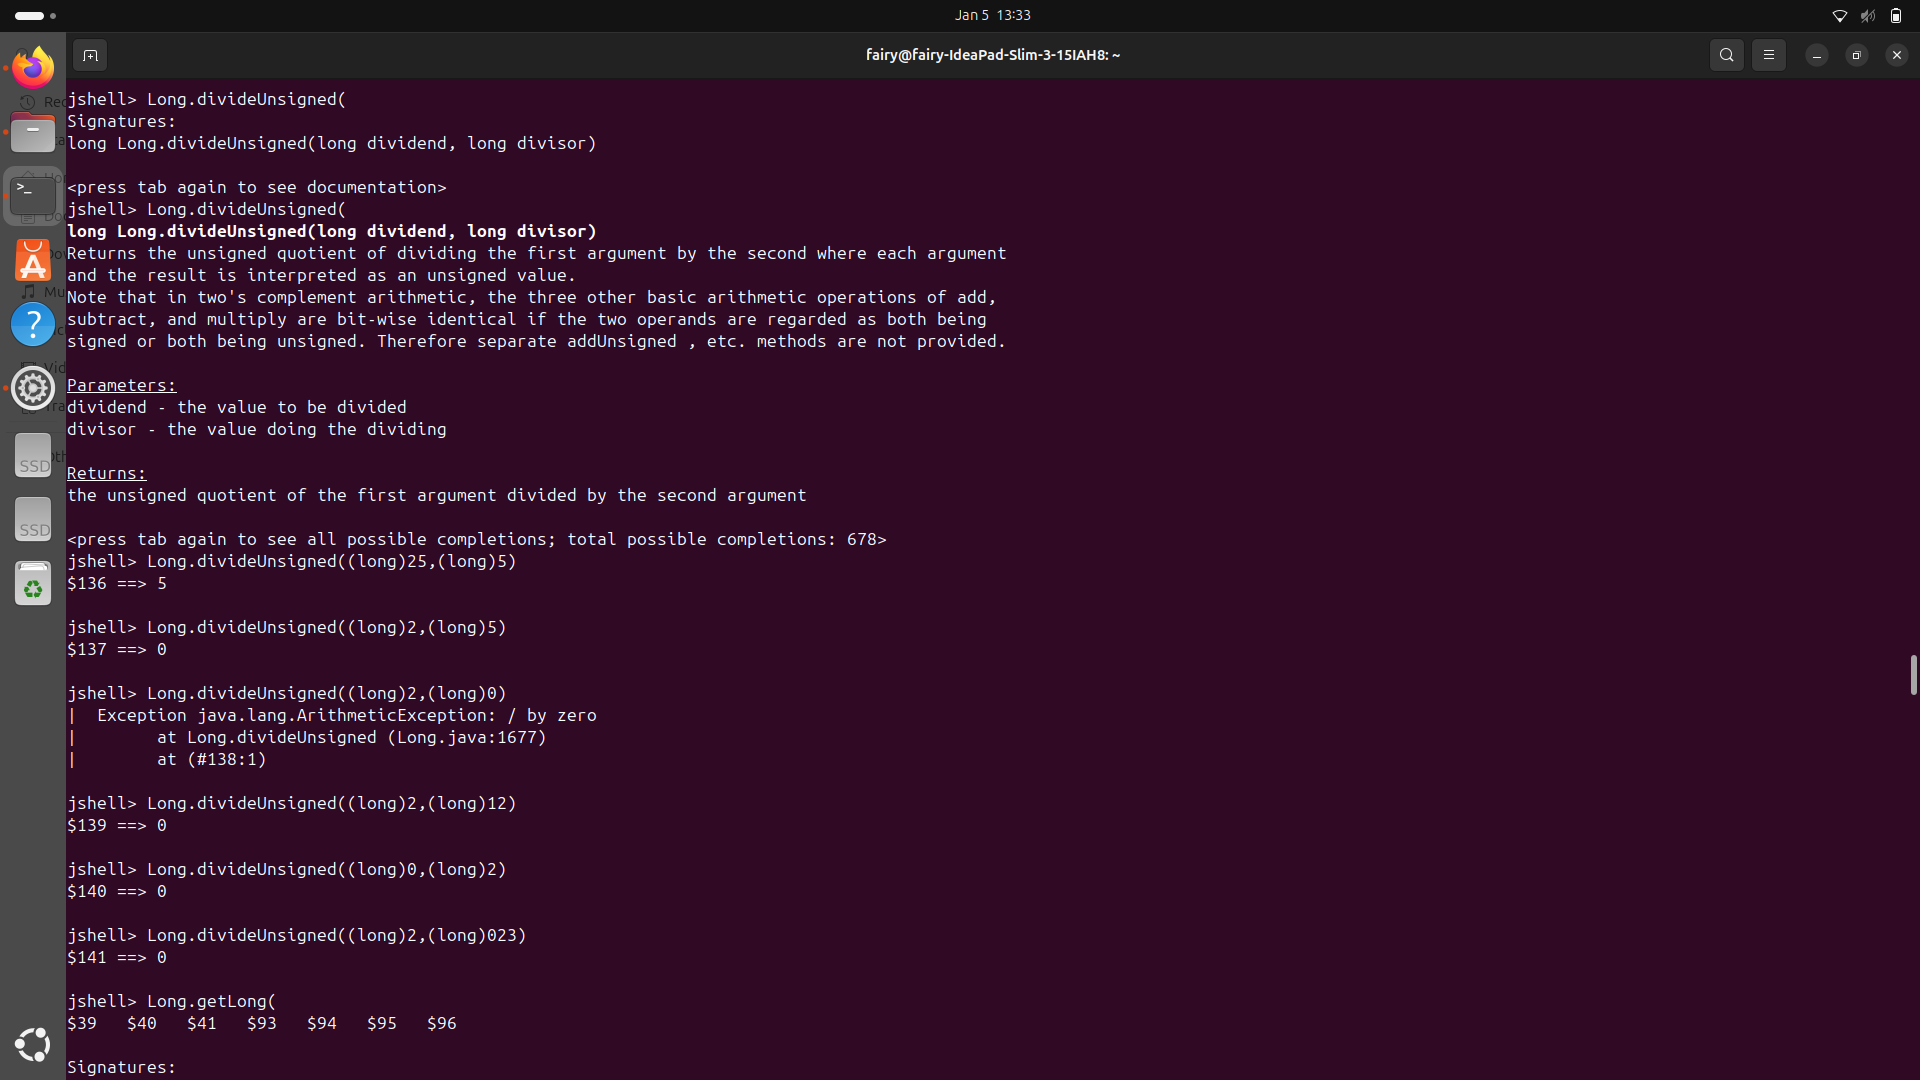 Jan 5  13:33
fairy@fairy-IdeaPad-Slim-3-15IAH8: ~
jshell> Long.divideUnsigned(
Signatures:
long Long.divideUnsigned(long dividend, long divisor)
<press tab again to see documentation>
jshell> Long.divideUnsigned(
long Long.divideUnsigned(long dividend, long divisor)
Returns the unsigned quotient of dividing the first argument by the second where each argument
and the result is interpreted as an unsigned value.
Note that in two's complement arithmetic, the three other basic arithmetic operations of add,
subtract, and multiply are bit-wise identical if the two operands are regarded as both being
signed or both being unsigned. Therefore separate addUnsigned , etc. methods are not provided.
Parameters:
dividend - the value to be divided
divisor - the value doing the dividing
Returns:
the unsigned quotient of the first argument divided by the second argument
<press tab again to see all possible completions; total possible completions: 678>
jshell> Long.divideUnsigned((long)25,(long)5)
$136 ==> 5
jshell> Long.divideUnsigned((long)2,(long)5)
$137 ==> 0
jshell> Long.divideUnsigned((long)2,(long)0)
|  Exception java.lang.ArithmeticException: / by zero
|        at Long.divideUnsigned (Long.java:1677)
|        at (#138:1)
jshell> Long.divideUnsigned((long)2,(long)12)
$139 ==> 0
jshell> Long.divideUnsigned((long)0,(long)2)
$140 ==> 0
jshell> Long.divideUnsigned((long)2,(long)023)
$141 ==> 0
jshell> Long.getLong(
$39   $40   $41   $93   $94   $95   $96
Signatures:
SSD
SSD